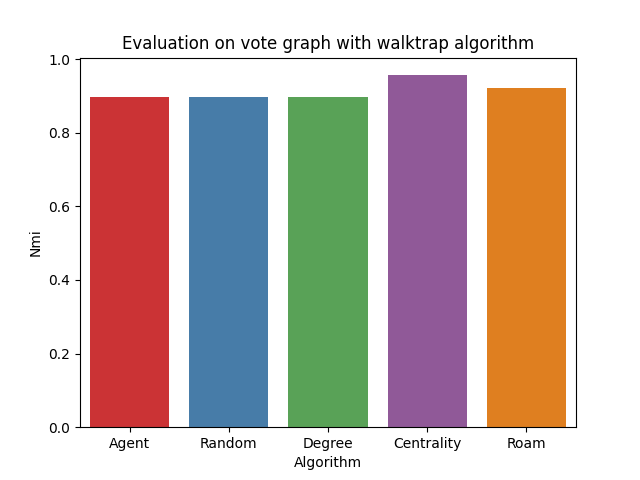 Evaluation on vote graph with walktrap algorithm
1.0
0.8
0.6
0.4
0.2
0.0
Nmi
Agent Random Degree Centrality Roam
Algorithm